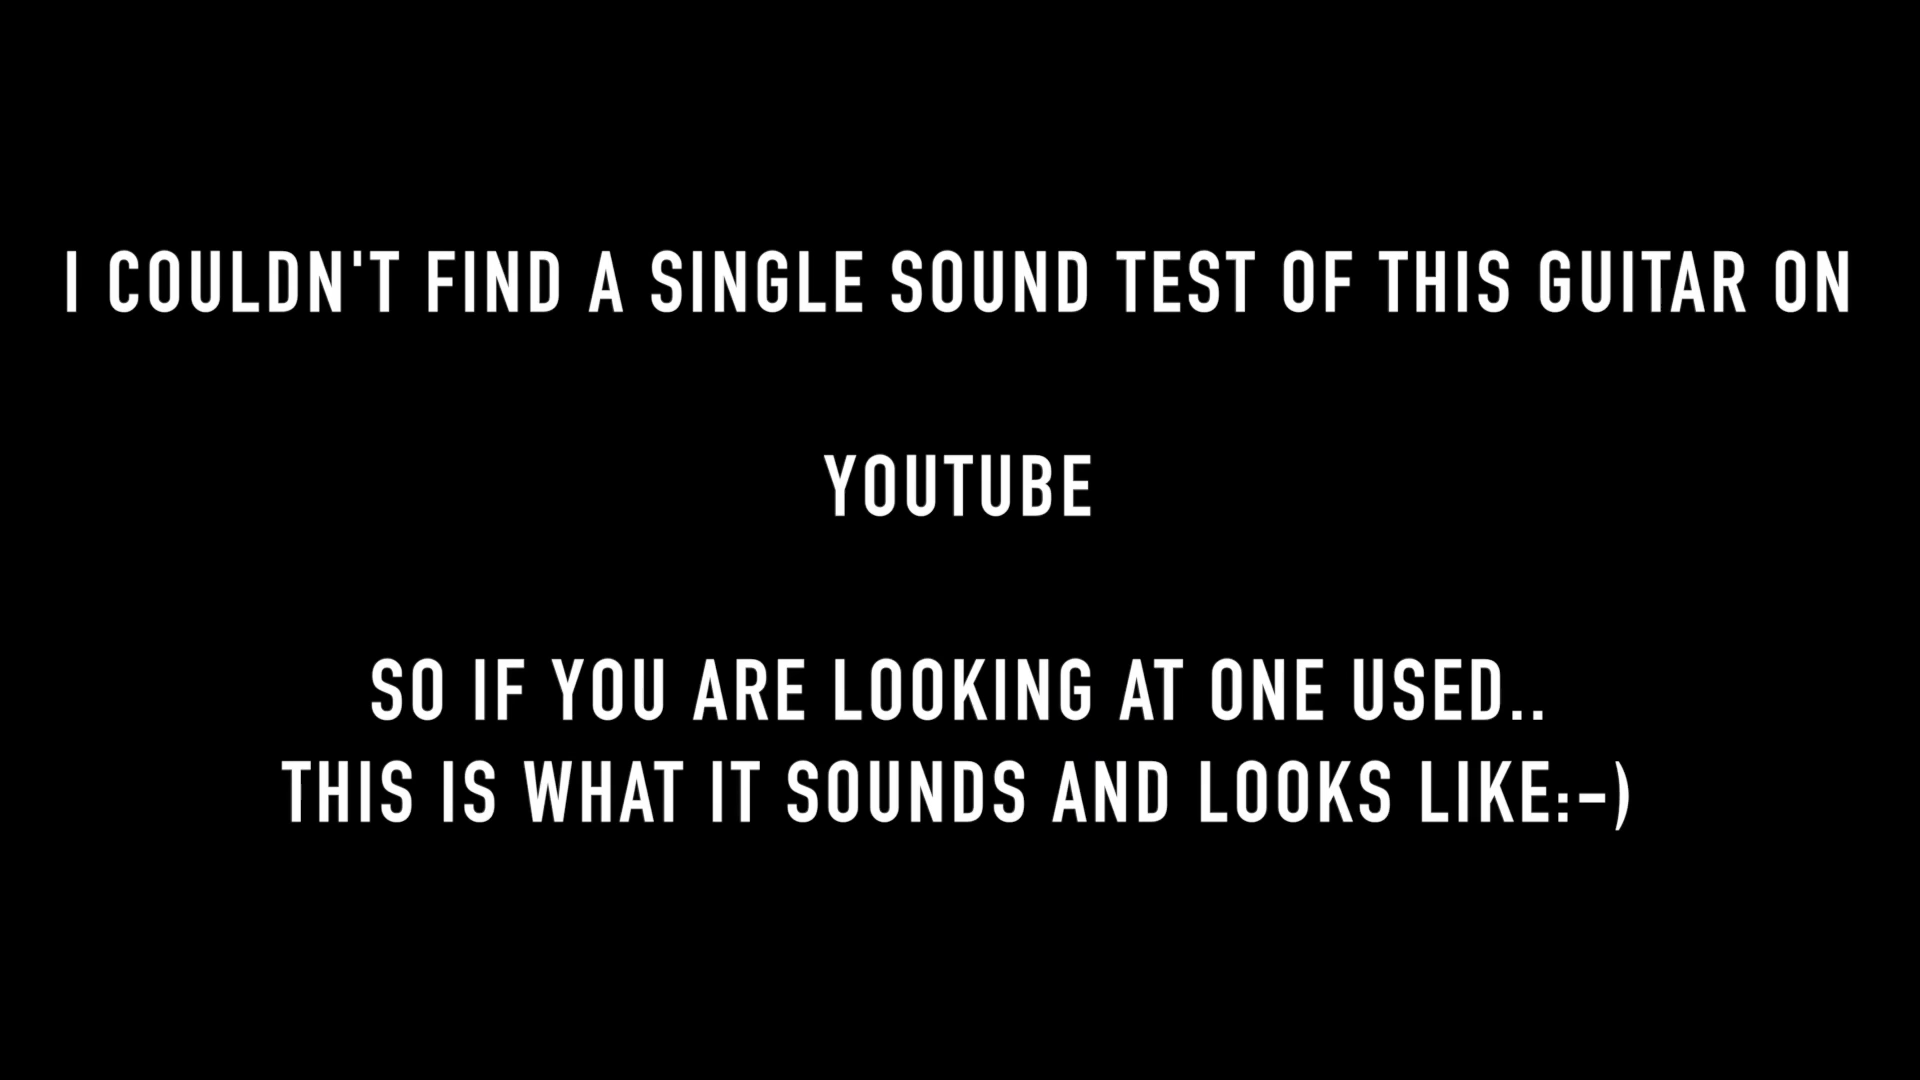 I COULDN'T FIND A SINGLE SOUND TEST OF THIS GUITAR ON
YOUTUBE
SO IF YOU ARE LOOKING AT ONE USED..
THIS IS WHAT IT SOUNDS AND LOOKS LIKE:-)